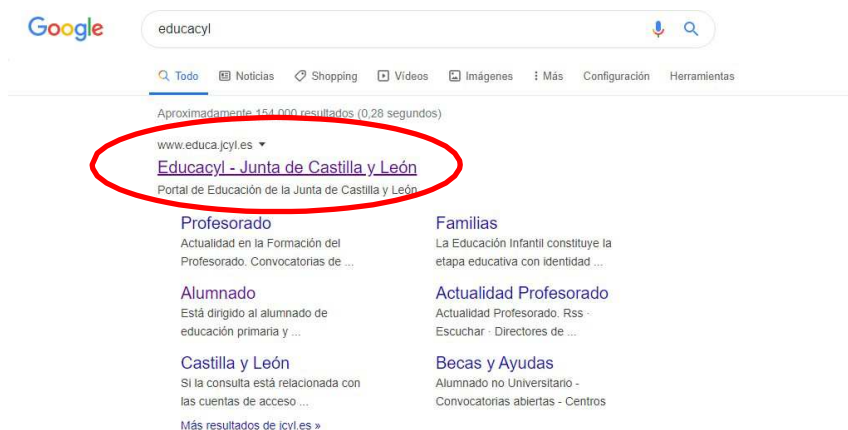 Google
educacyl
Todo Noticias Shopping Vídeos Imágenes Más Configuración Herramientas
Aproximadamente 154.000 resultados (0,28 segundos)
www.educa.jcyl.es
Educacyl - Junta de Castilla y León
Portal de Educación de la Junta de Castilla y León
Profesorado
Actualidad en la Formación del
Profesorado. Convocatorias de ...
Familias
La Educación Infantil constituye la
etapa educativa con identidad ...
Alumnado
Está dirigido al alumnado de
educación primaria y ...
Actualidad Profesorado
Actualidad Profesorado. Rss ·
Escuchar · Directores de ...
Castilla y León
Si la consulta está relacionada con
las cuentas de acceso ...
Becas y Ayudas
Alumnado no Universitario -
Convocatorias abiertas - Centros
Más resultados de jcyl.es »